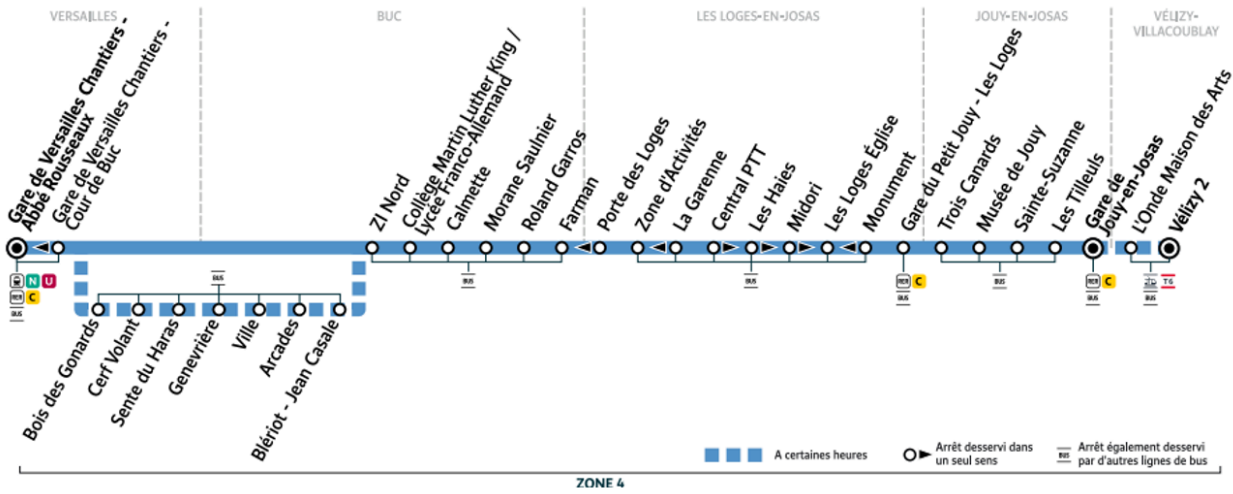 VERSAILLES
BUC
LES LOGES-EN-JOSAS
JOUY-EN-JOSAS
VÉLIZY-
VILLACOUBLAY
Gare de Versailles Chantiers -
Abbé Rousseaux
Gare de Versailles Chantiers -
Cour de Buc
ZI Nord
Collège Martin Luther King /
Lycée Franco-Allemand
Calmette
Morane Saulnier
Roland Garros
Farman
Porte des Loges
Zone d'Activités
La Garenne
Central PTT
Les Haies
Midori
Les Loges Église
Monument
Gare du Petit Jouy - Les Loges
Trois Canards
Musée de Jouy
Sainte-Suzanne
Les Tilleuls
Gare de
Jouy-en-Josas
L'Onde Maison des Arts
Vélizy 2
N U
RER C
BUS
BUS
BUS
BUS
RER C
BUS
BUS
RER C
BUS
T6
BUS
Bois des Gonards
Cerf Volant
Sente du Haras
Genevrière
Ville
Arcades
Blériot - Jean Casale
A certaines heures
Arrêt desservi dans
un seul sens
BUS
Arrêt également desservi
par d'autres lignes de bus
ZONE 4